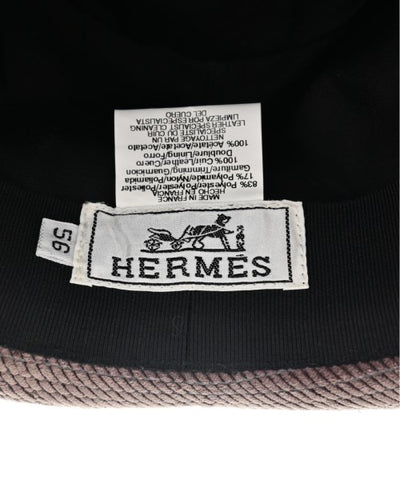 HERMES
56
MADE IN FRANCE
HECHO EN FRANCIA
83% Polyester/Polyester/Poliester
17% Polyamide/Nylon/Poliamida
Garniture/Trimming/Guarnicion
100% Cuir/Leather/Cuero
Doublure/Lining/Forro
100% Acetate/Acetate/Acetato
NETTOYAGE PAR UN
SPECIALISTE DU CUIR
LEATHER CLEANING
BY SPECIALIST
LIMPIEZA POR ESPECIALISTA
DEL CUERO